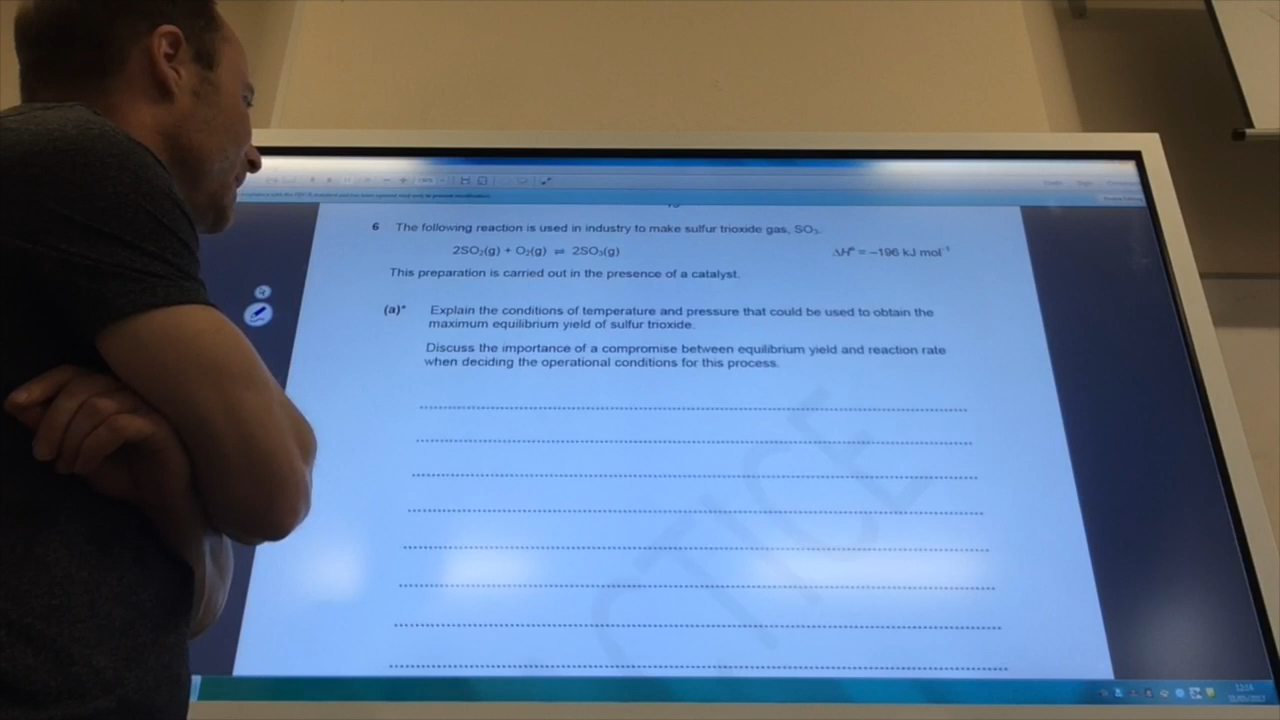 6 The following reaction is used in industry to make sulfur trioxide gas, SO₃.
2SO₂(g) + O₂(g) ⇌ 2SO₃(g) ΔH° = −196 kJ mol⁻¹
This preparation is carried out in the presence of a catalyst.
(a)* Explain the conditions of temperature and pressure that could be used to obtain the
maximum equilibrium yield of sulfur trioxide.
Discuss the importance of a compromise between equilibrium yield and reaction rate
when deciding the operational conditions for this process.
CTICE